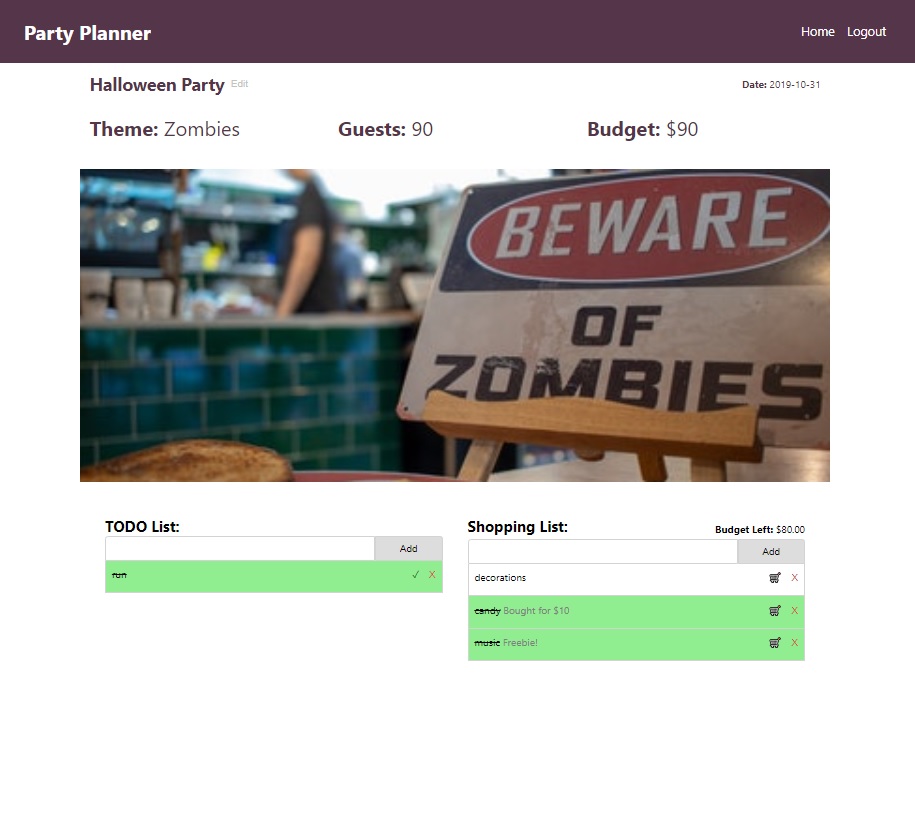 Party Planner
Home Logout
Halloween Party Edit
Date: 2019-10-31
Theme: Zombies
Guests: 90
Budget: $90
BEWARE
OF
ZOMBIES
TODO List:
Add
run ✓ X
Shopping List:
Budget Left: $80.00
Add
decorations X
candy Bought for $10 X
music Freebie! X